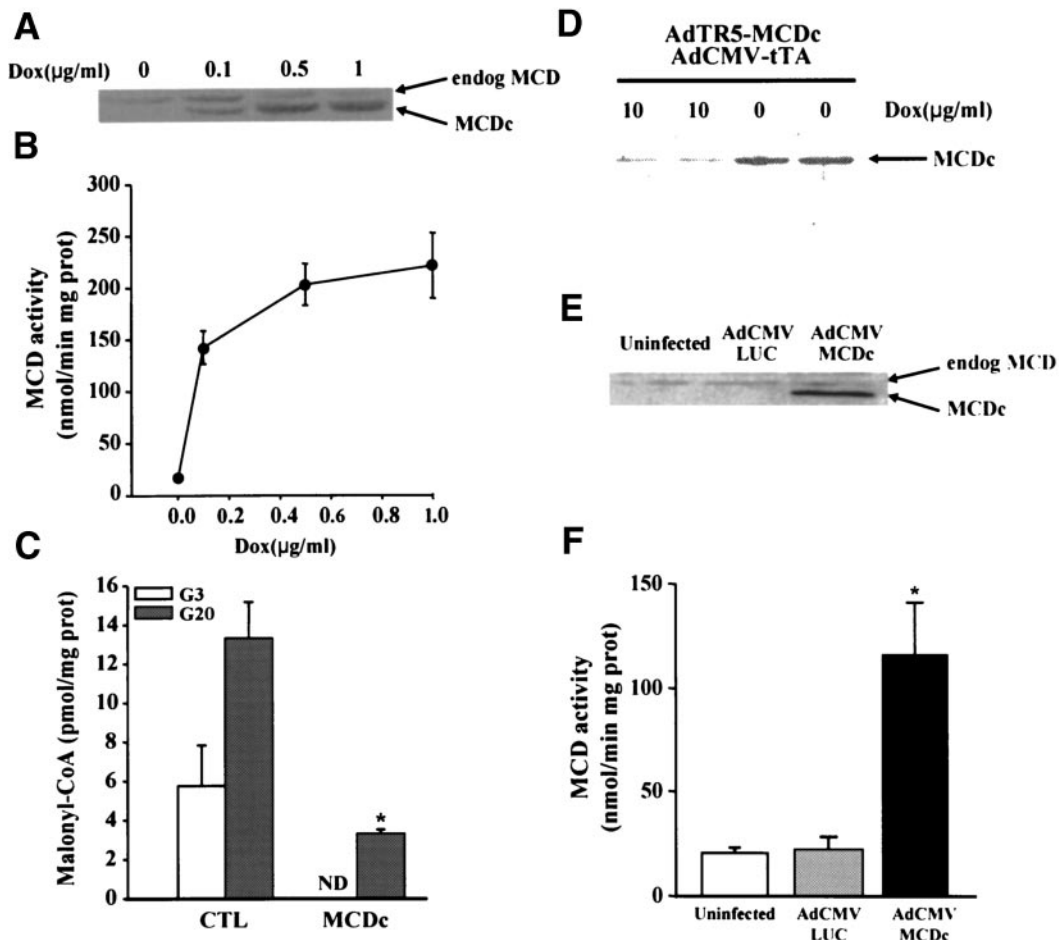 A
Dox(µg/ml) 0 0.1 0.5 1
endog MCD
MCDc
B
300
250
200
150
100
50
0
MCD activity
(nmol/min mg prot)
0.0 0.2 0.4 0.6 0.8 1.0
Dox(µg/ml)
C
G3
G20
16
14
12
10
8
6
4
2
0
Malonyl-CoA (pmol/mg prot)
ND
*
CTL MCDc
D
AdTR5-MCDc
AdCMV-tTA
10 10 0 0 Dox(µg/ml)
MCDc
E
Uninfected
AdCMV
LUC
AdCMV
MCDc
endog MCD
MCDc
F
150
100
50
0
MCD activity
(nmol/min mg prot)
*
Uninfected
AdCMV
LUC
AdCMV
MCDc